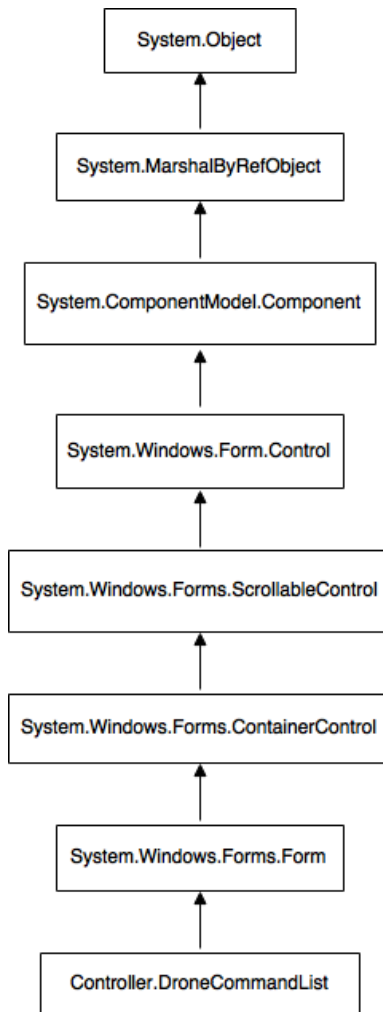 System.Object
System.MarshalByRefObject
System.ComponentModel.Component
System.Windows.Form.Control
System.Windows.Forms.ScrollableControl
System.Windows.Forms.ContainerControl
System.Windows.Forms.Form
Controller.DroneCommandList